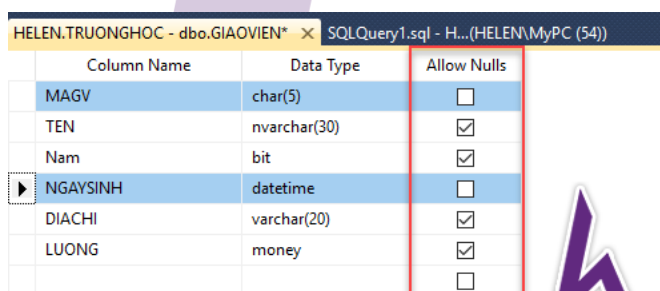 HELEN.TRUONGHOC - dbo.GIAOVIEN* SQLQuery1.sql - H...(HELEN\MyPC (54))
Column Name Data Type Allow Nulls
MAGV char(5)
TEN nvarchar(30)
Nam bit
NGAYSINH datetime
DIACHI varchar(20)
LUONG money